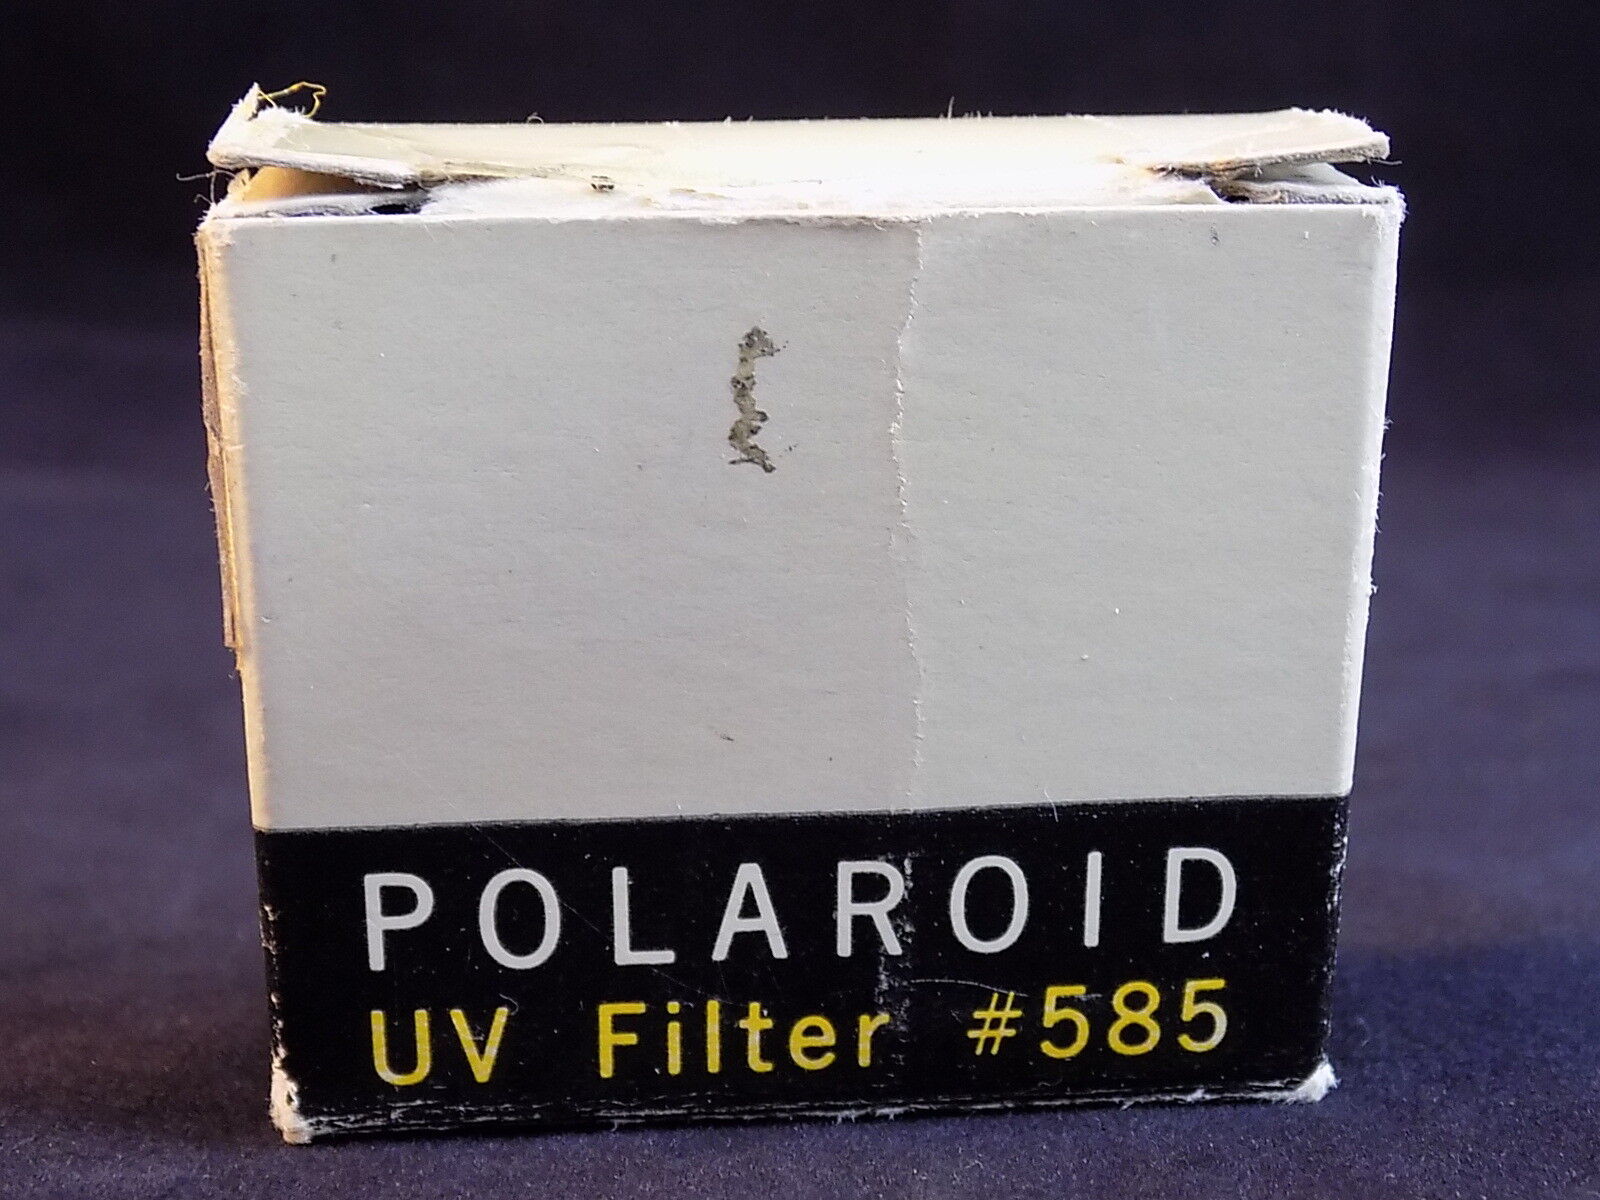 POLAROID
UV Filter #585